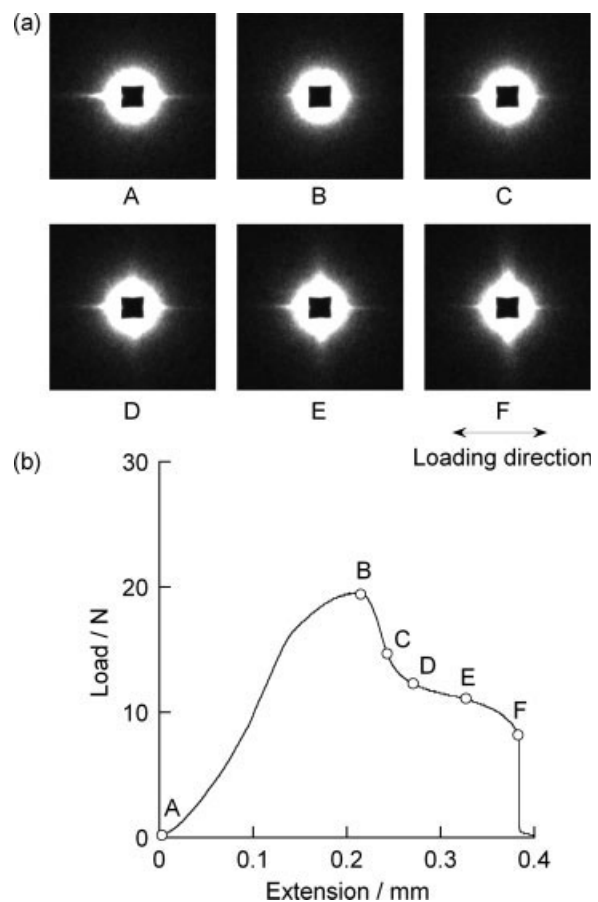 (a)
A B C
D E F
Loading direction
(b)
30
20
10
0
Load / N
A
B
C
D
E
F
0 0.1 0.2 0.3 0.4
Extension / mm